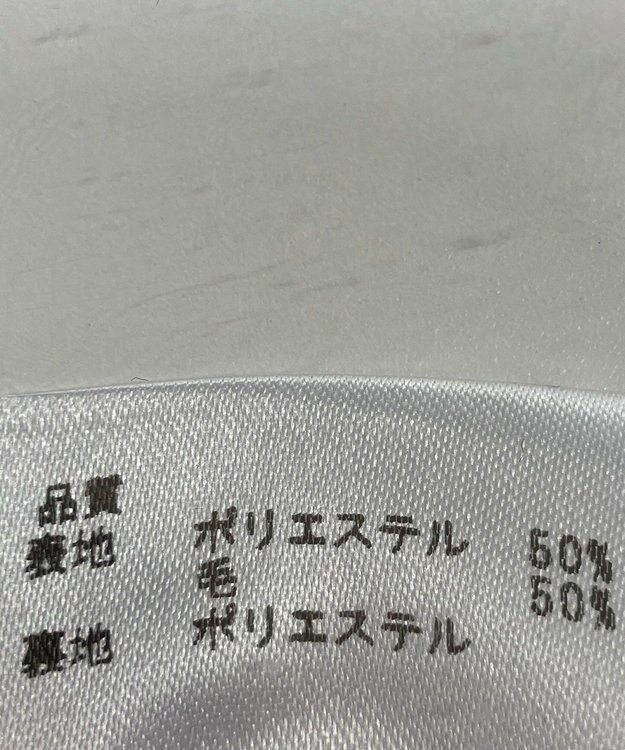 品質
表地 ポリエステル 50%
毛 50%
裏地 ポリエステル